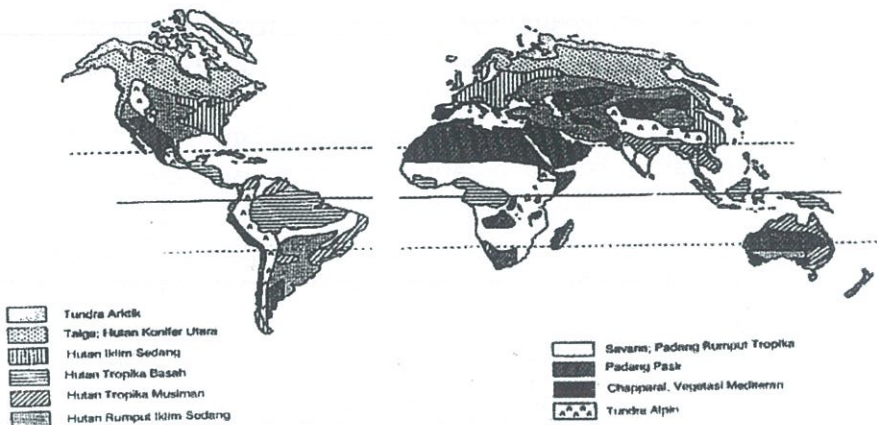 Tundra Arktik
Taiga; Hutan Konifer Utara
Hutan Iklim Sedang
Hutan Tropika Basah
Hutan Tropika Musiman
Hutan Rumput Iklim Sedang
Savana; Padang Rumput Tropika
Padang Pasir
Chapparal, Vegetasi Mediteran
Tundra Alpin